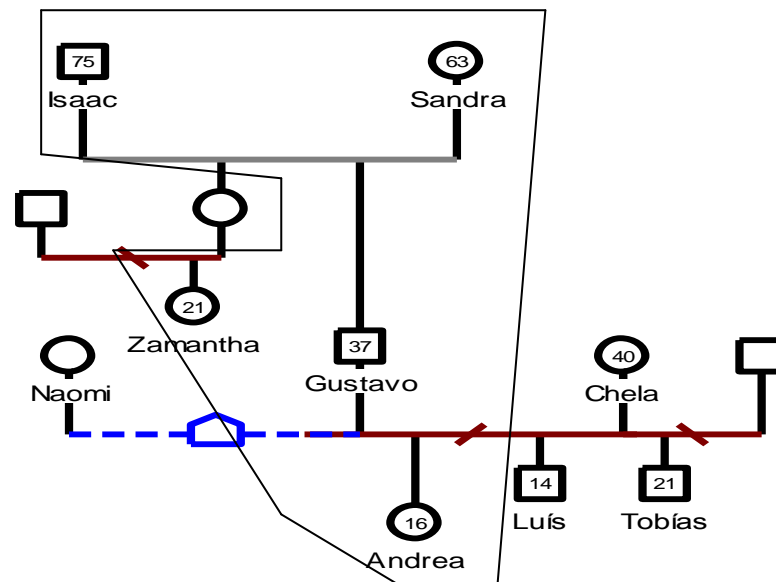 75
63
Isaac
Sandra
21
Zamantha
37
40
Naomi
Gustavo
Chela
16
14
21
Andrea
Luís
Tobías